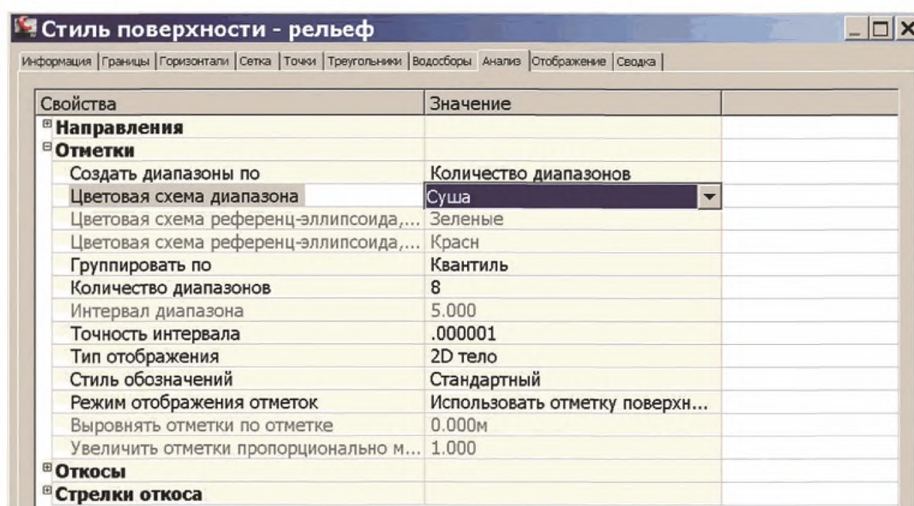 Стиль поверхности - рельеф
Информация Границы Горизонтали Сетка Точки Треугольники Водосборы Анализ Отображение Сводка
Свойства Значение
Направления
Отметки
Создать диапазоны по Количество диапазонов
Цветовая схема диапазона Суша
Цветовая схема референц-эллипсоида,... Зеленые
Цветовая схема референц-эллипсоида,... Красн
Группировать по Квантиль
Количество диапазонов 8
Интервал диапазона 5.000
Точность интервала .000001
Тип отображения 2D тело
Стиль обозначений Стандартный
Режим отображения отметок Использовать отметку поверхн...
Выровнять отметки по отметке 0.000м
Увеличить отметки пропорционально м... 1.000
Откосы
Стрелки откоса